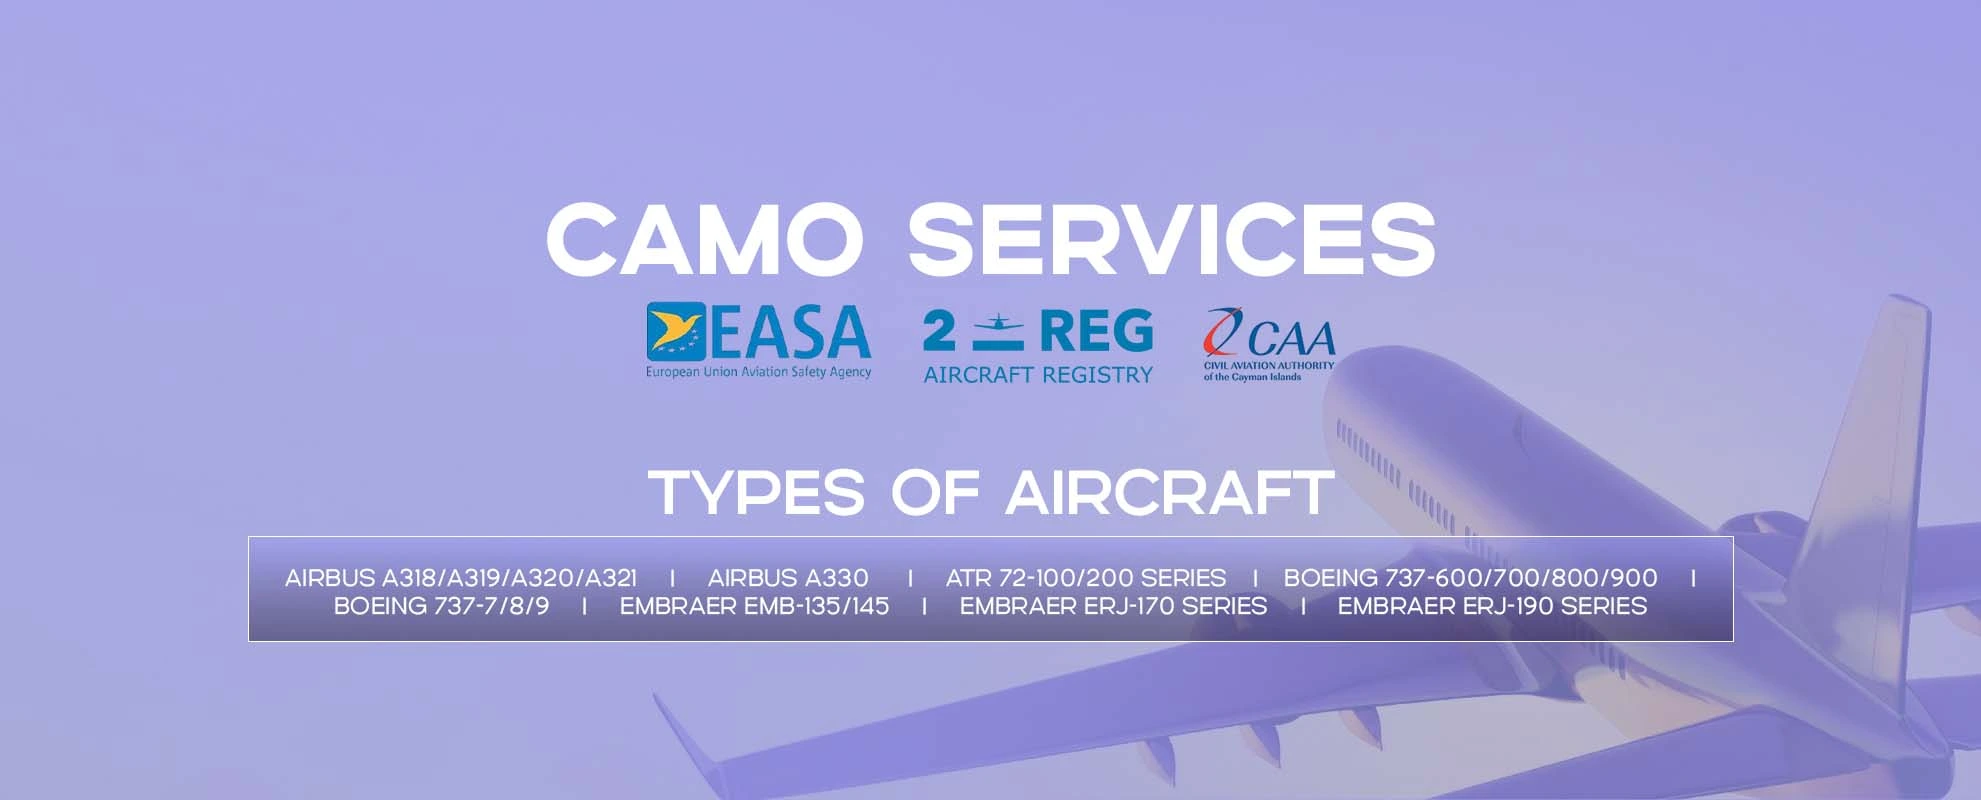 CAMO SERVICES
EASA
European Union Aviation Safety Agency
2 REG
AIRCRAFT REGISTRY
CAA
CIVIL AVIATION AUTHORITY
of the Cayman Islands
TYPES OF AIRCRAFT
AIRBUS A318/A319/A320/A321 | AIRBUS A330 | ATR 72-100/200 SERIES | BOEING 737-600/700/800/900 |
BOEING 737-7/8/9 | EMBRAER EMB-135/145 | EMBRAER ERJ-170 SERIES | EMBRAER ERJ-190 SERIES